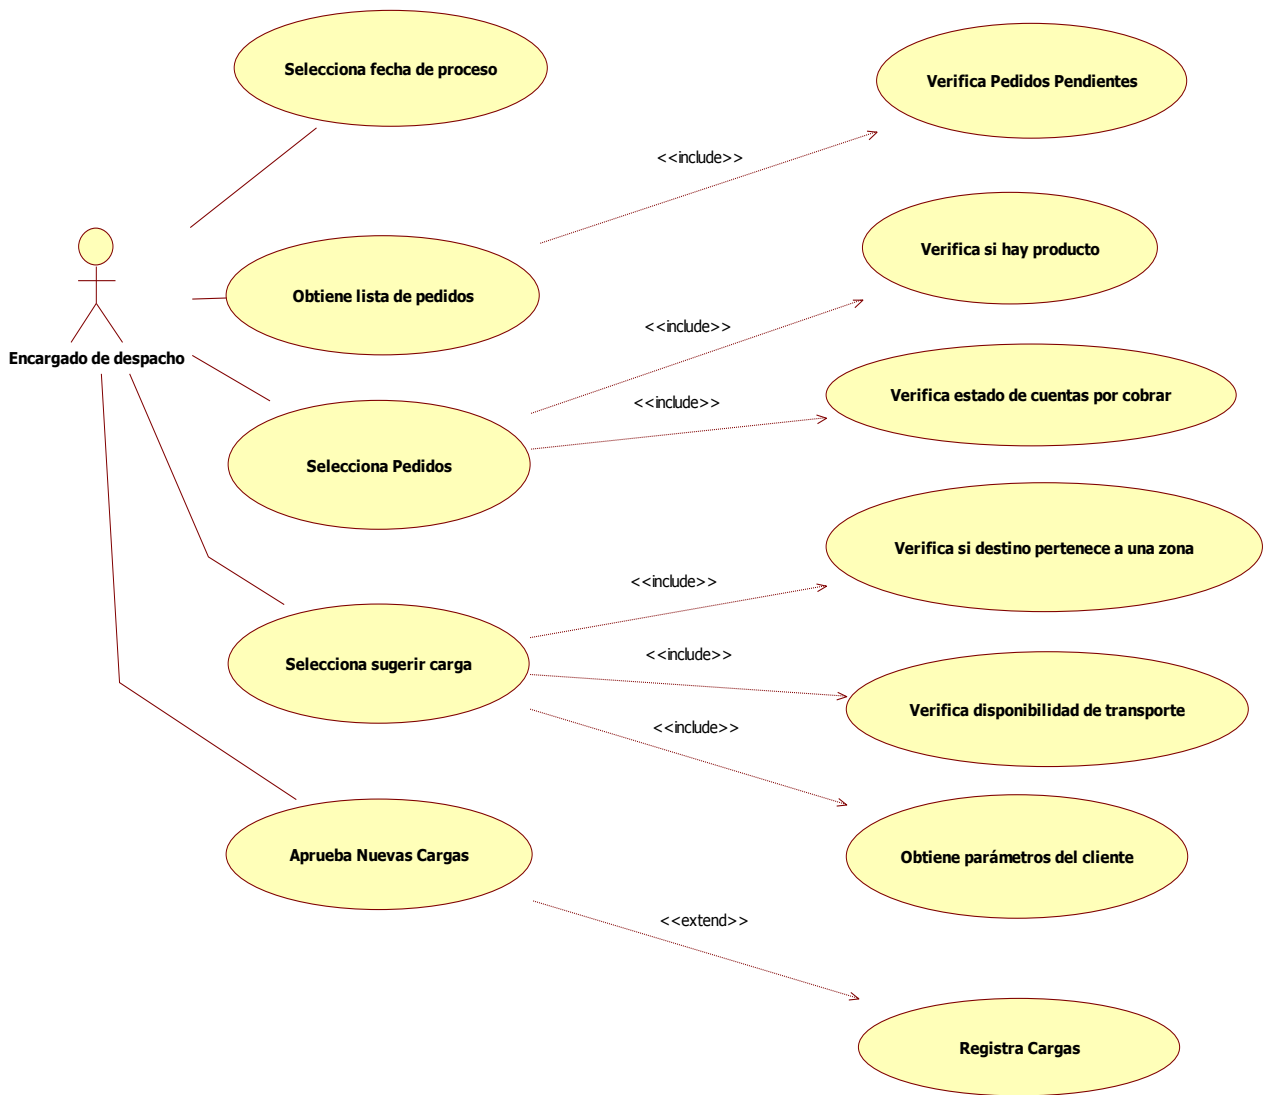 Selecciona fecha de proceso
Verifica Pedidos Pendientes
<<include>>
Verifica si hay producto
Obtiene lista de pedidos
<<include>>
Encargado de despacho
Verifica estado de cuentas por cobrar
<<include>>
Selecciona Pedidos
Verifica si destino pertenece a una zona
<<include>>
<<include>>
Selecciona sugerir carga
Verifica disponibilidad de transporte
<<include>>
Aprueba Nuevas Cargas
Obtiene parámetros del cliente
<<extend>>
Registra Cargas